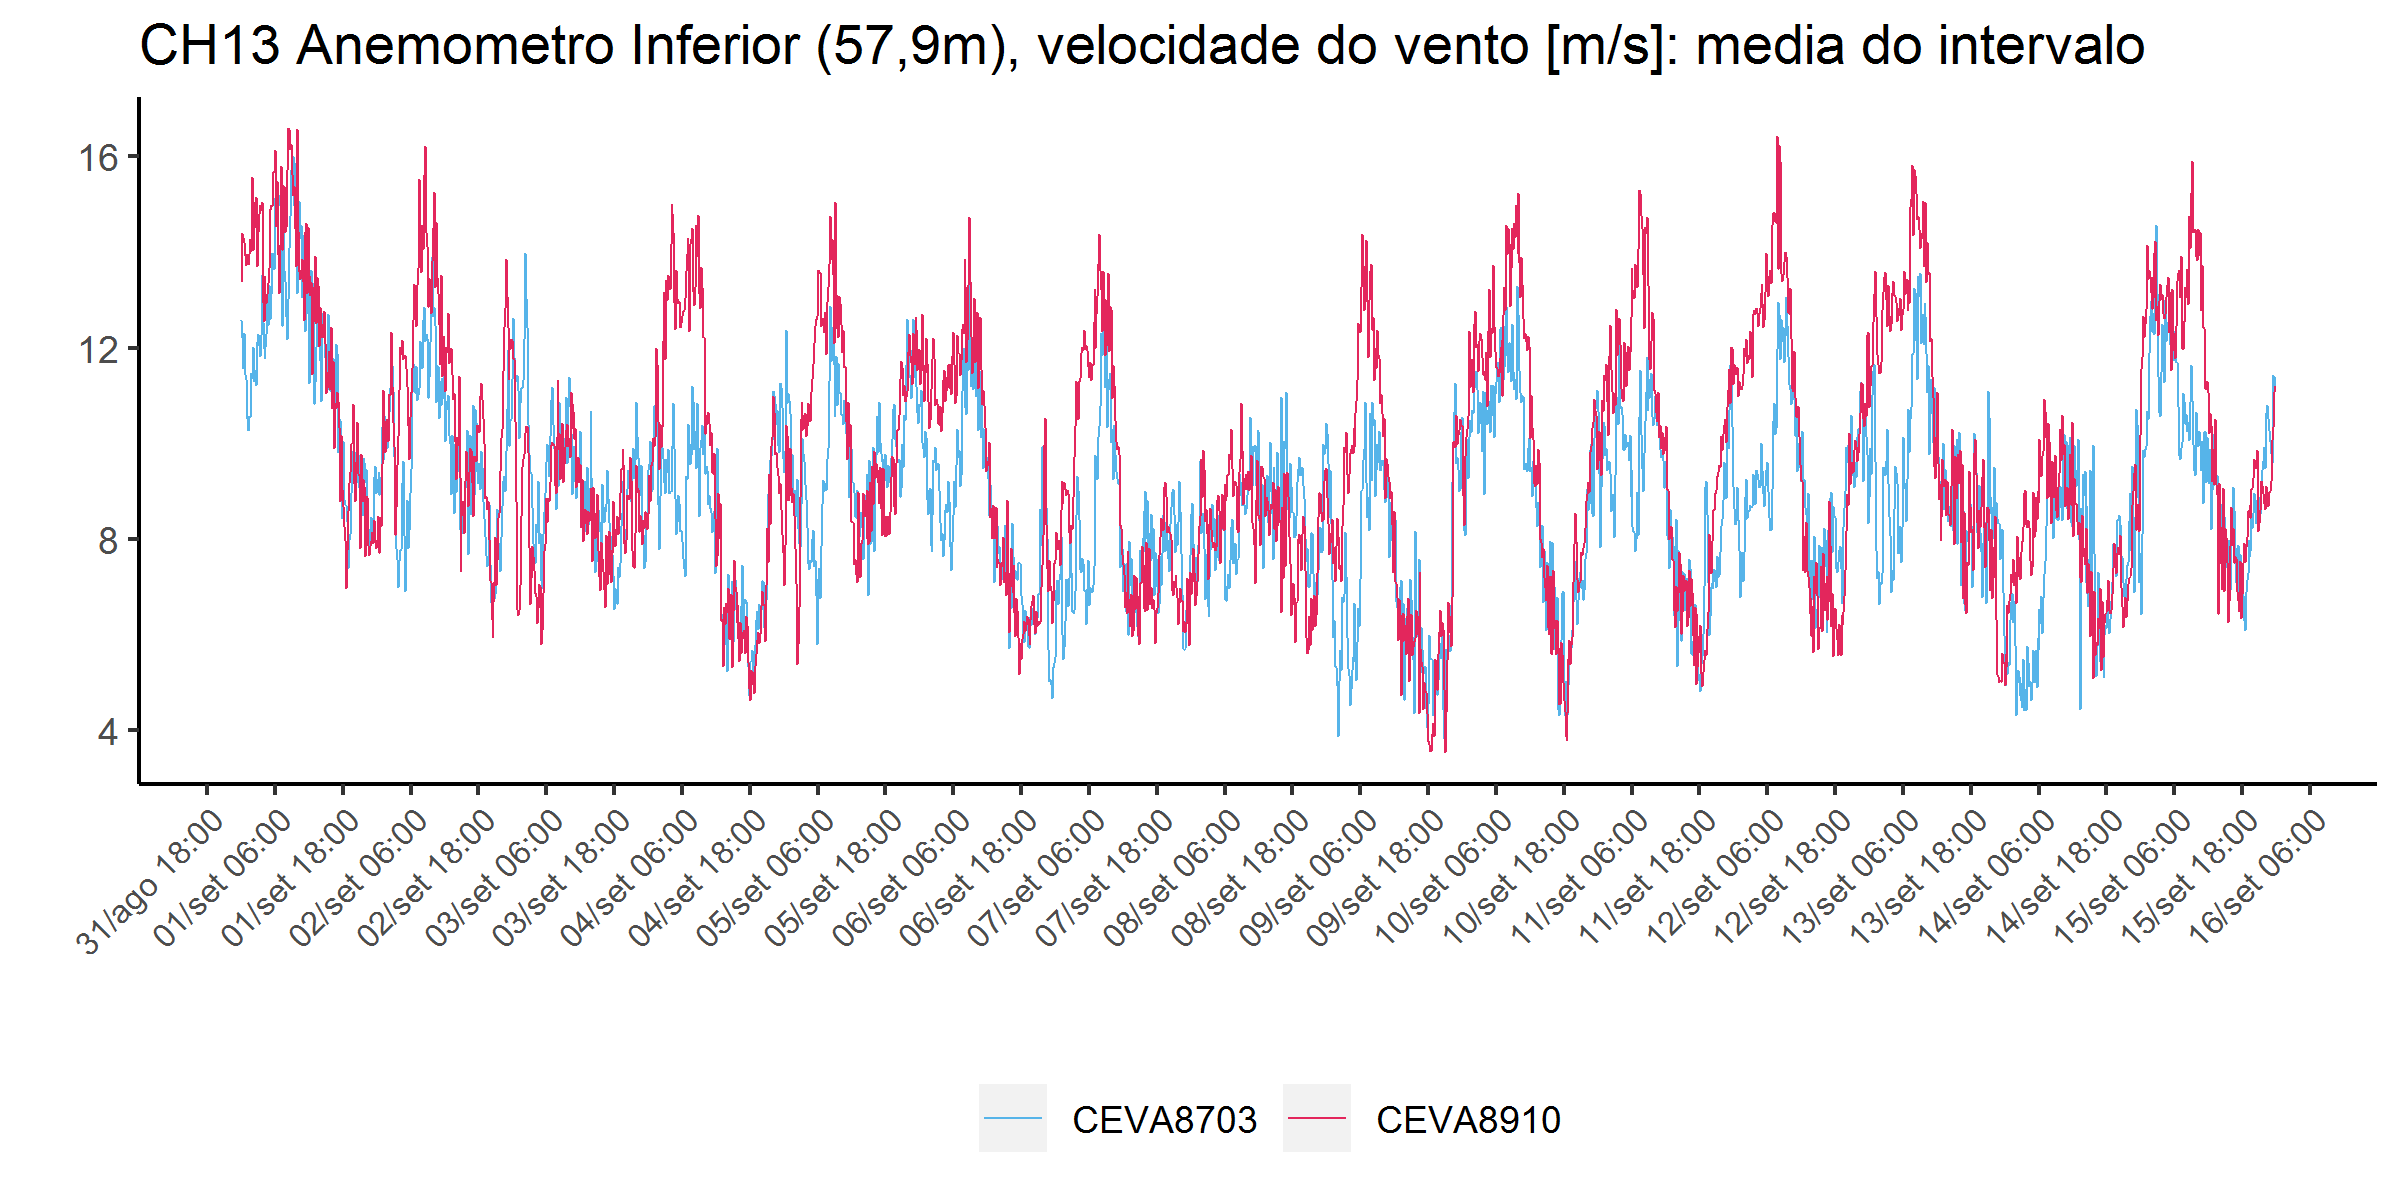 CH13 Anemometro Inferior (57,9m), velocidade do vento [m/s]: media do intervalo
16
12
8
4
31/ago 18:00
01/set 06:00
01/set 18:00
02/set 06:00
02/set 18:00
03/set 06:00
03/set 18:00
04/set 06:00
04/set 18:00
05/set 06:00
05/set 18:00
06/set 06:00
06/set 18:00
07/set 06:00
07/set 18:00
08/set 06:00
08/set 18:00
09/set 06:00
09/set 18:00
10/set 06:00
10/set 18:00
11/set 06:00
11/set 18:00
12/set 06:00
12/set 18:00
13/set 06:00
13/set 18:00
14/set 06:00
14/set 18:00
15/set 06:00
15/set 18:00
16/set 06:00
CEVA8703
CEVA8910